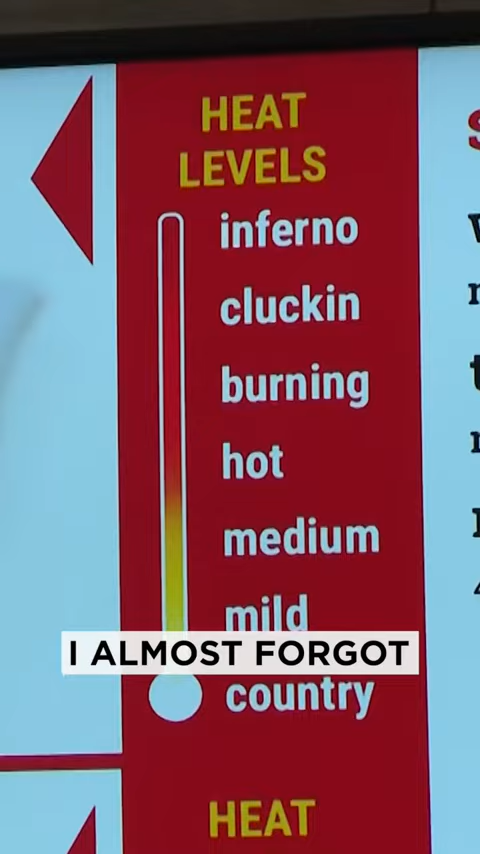 HEAT
LEVELS
inferno
cluckin
burning
hot
medium
mild
I ALMOST FORGOT
country
HEAT